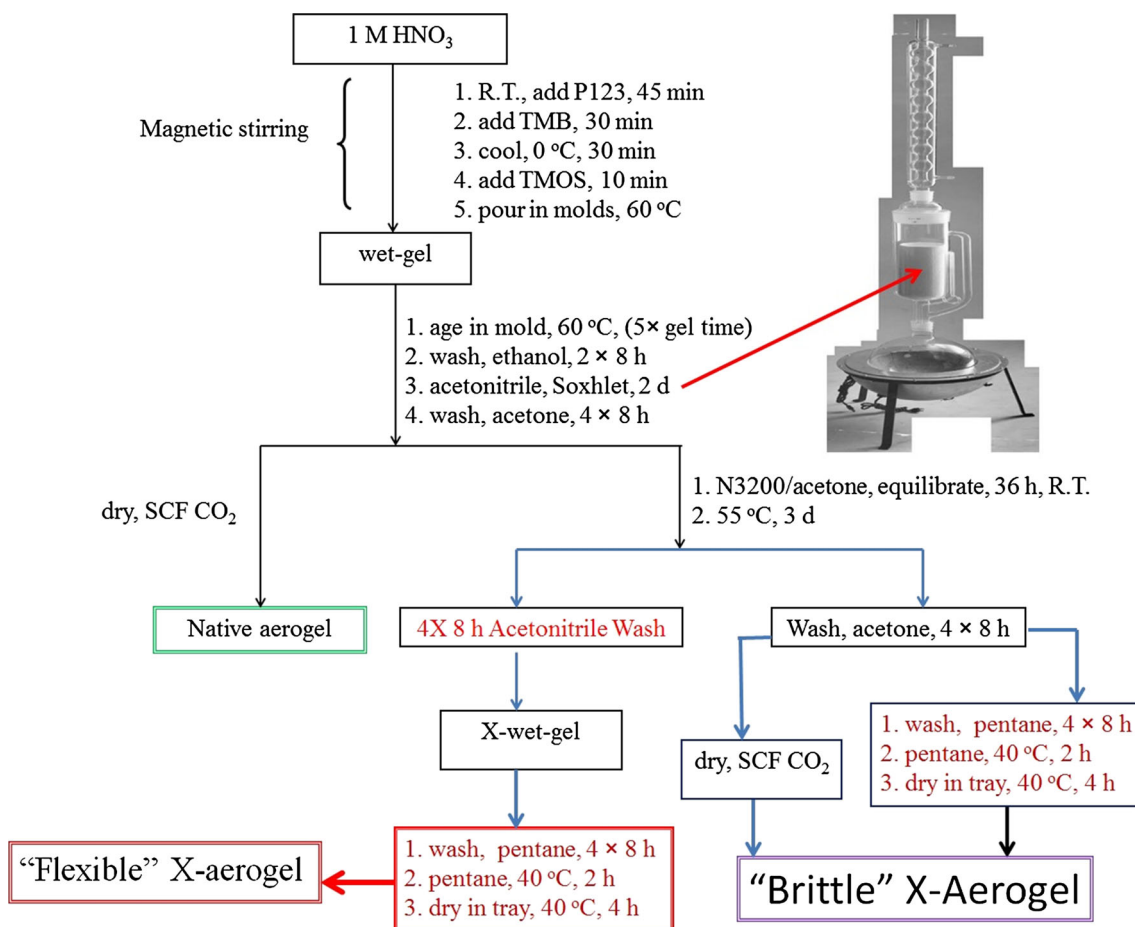 1 M HNO₃
Magnetic stirring
1. R.T., add P123, 45 min
2. add TMB, 30 min
3. cool, 0 °C, 30 min
4. add TMOS, 10 min
5. pour in molds, 60 °C
wet-gel
1. age in mold, 60 °C, (5× gel time)
2. wash, ethanol, 2 × 8 h
3. acetonitrile, Soxhlet, 2 d
4. wash, acetone, 4 × 8 h
dry, SCF CO₂
1. N3200/acetone, equilibrate, 36 h, R.T.
2. 55 °C, 3 d
Native aerogel
4X 8 h Acetonitrile Wash
Wash, acetone, 4 × 8 h
X-wet-gel
dry, SCF CO₂
1. wash, pentane, 4 × 8 h
2. pentane, 40 °C, 2 h
3. dry in tray, 40 °C, 4 h
“Flexible” X-aerogel
1. wash, pentane, 4 × 8 h
2. pentane, 40 °C, 2 h
3. dry in tray, 40 °C, 4 h
“Brittle” X-Aerogel